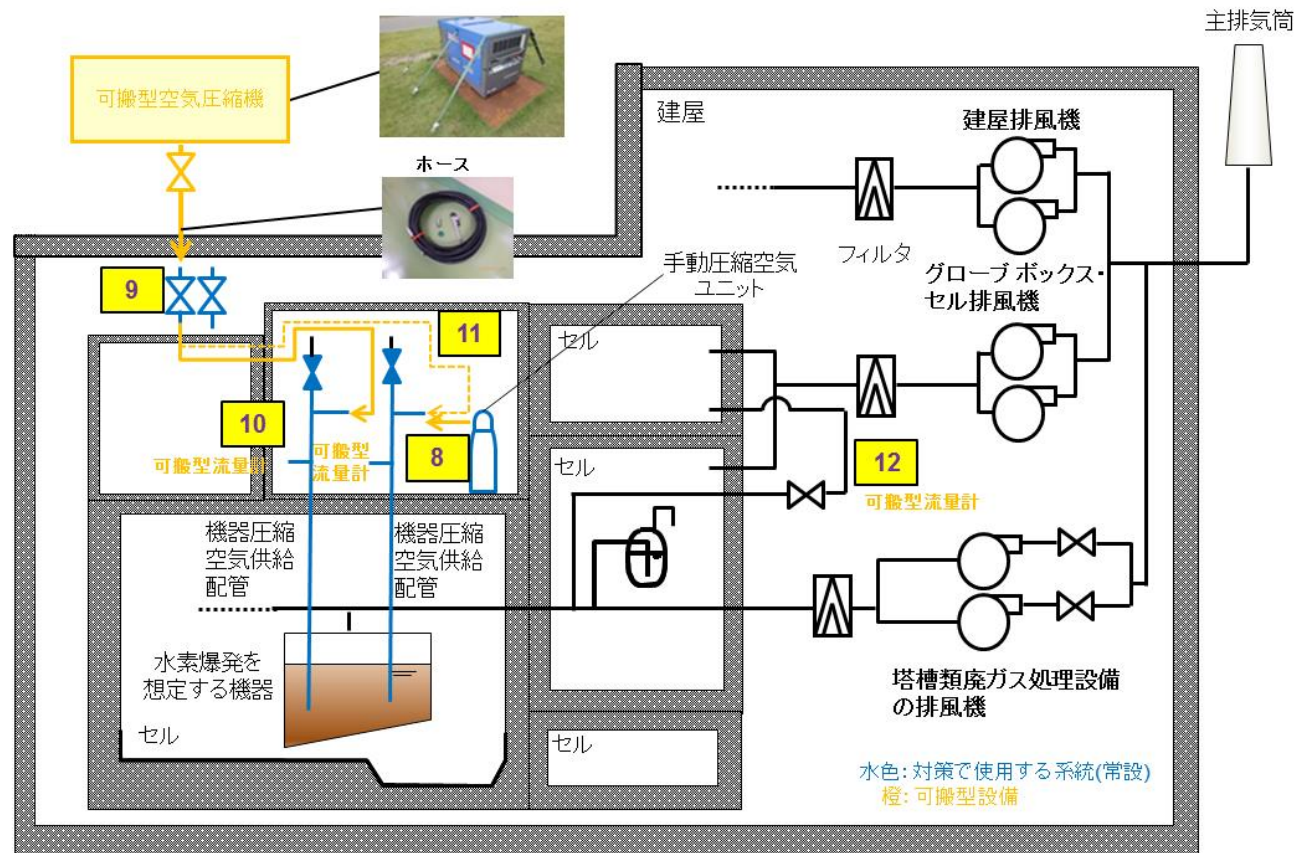 主排気筒
可搬型空気圧縮機
ホース
建屋
建屋排風機
フィルタ
グローブ ボックス・
セル排風機
手動圧縮空気
ユニット
9
11
セル
10
可搬型流量計
可搬型
流量計
8
セル
12
可搬型流量計
機器圧縮
空気供給
配管
機器圧縮
空気供給
配管
水素爆発を
想定する機器
セル
セル
塔槽類廃ガス処理設備
の排風機
水色：対策で使用する系統(常設)
橙：可搬型設備